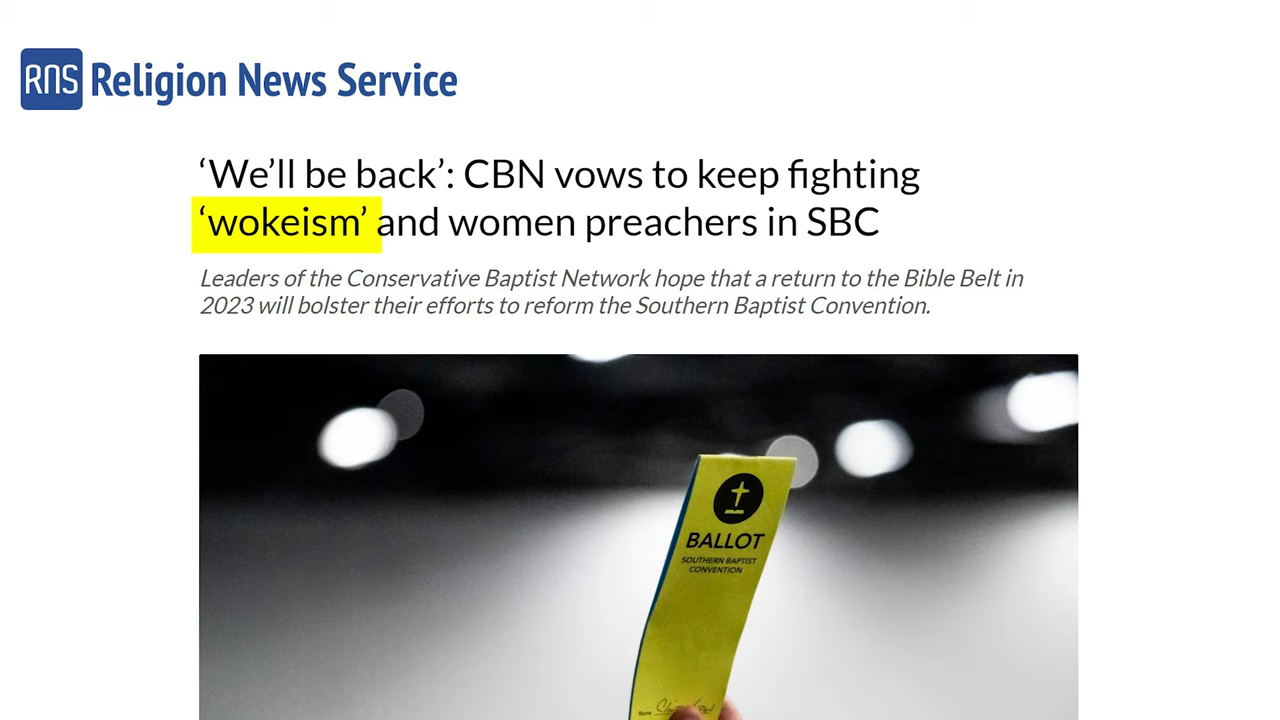 RNS Religion News Service
‘We’ll be back’: CBN vows to keep fighting
‘wokeism’ and women preachers in SBC
Leaders of the Conservative Baptist Network hope that a return to the Bible Belt in
2023 will bolster their efforts to reform the Southern Baptist Convention.
BALLOT
SOUTHERN BAPTIST
CONVENTION
Name